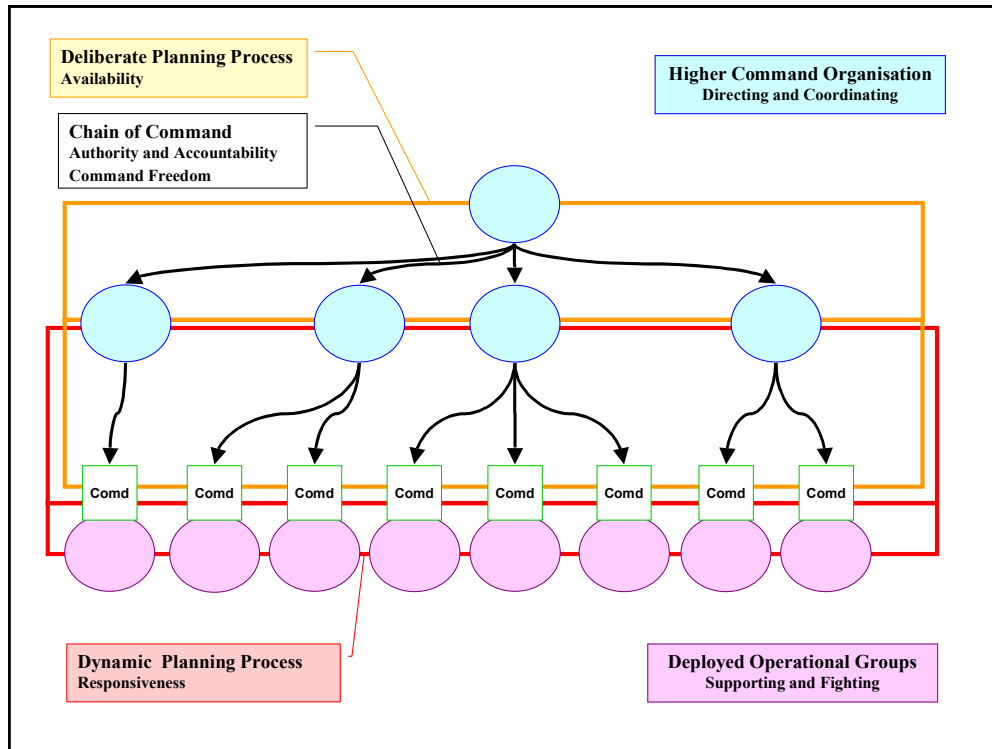 Deliberate Planning Process
Availability
Higher Command Organisation
Directing and Coordinating
Chain of Command
Authority and Accountability
Command Freedom
Comd
Comd
Comd
Comd
Comd
Comd
Comd
Comd
Dynamic  Planning Process
Responsiveness
Deployed Operational Groups
Supporting and Fighting